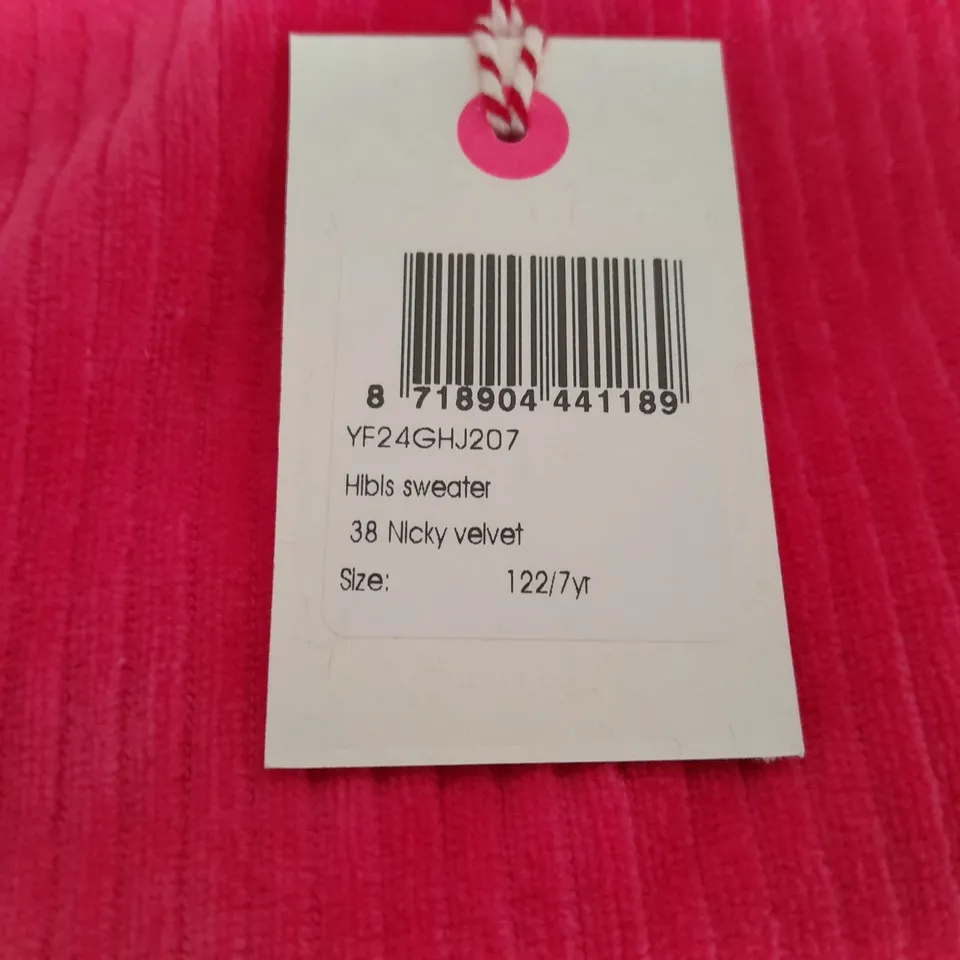 8 718904 441189
YF24GHJ207
Hibis sweater
38 Nicky velvet
Size: 122/7yr